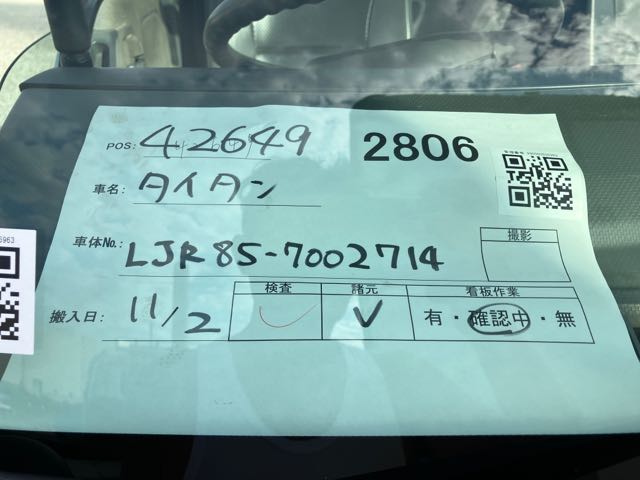 POS: 42649
2806
車名: タイタン
車体No.: LJR85-7002714
撮影
搬入日: 11/2
検査 諸元 看板作業
✓ 有・確認中・無
5963